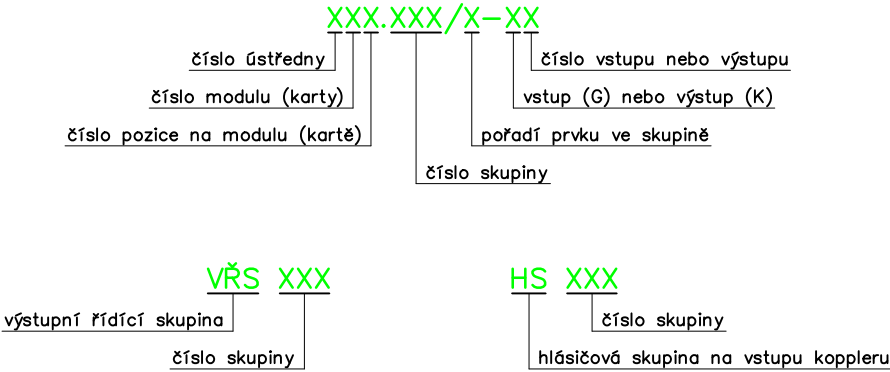 XXX.XXX/X-XX
číslo ústředny
číslo vstupu nebo výstupu
číslo modulu (karty)
vstup (G) nebo výstup (K)
číslo pozice na modulu (kartě)
pořadí prvku ve skupině
číslo skupiny
VŘS XXX
HS XXX
výstupní řídící skupina
číslo skupiny
číslo skupiny
hlásičová skupina na vstupu koppleru